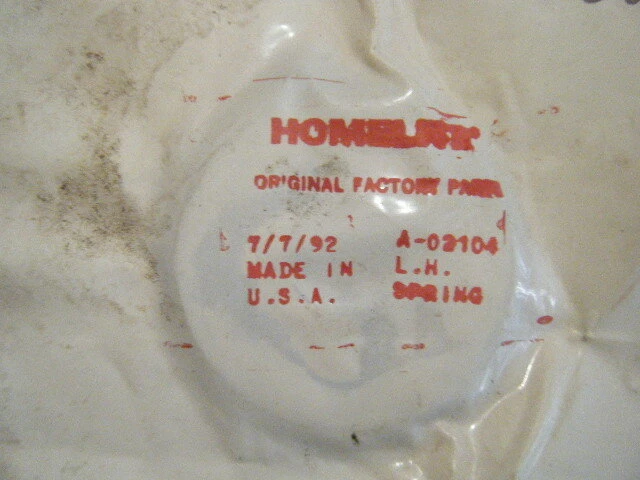 HOMELITE
ORIGINAL FACTORY PARTS
7/7/92 A-02104
MADE IN L.H.
U.S.A. SPRING